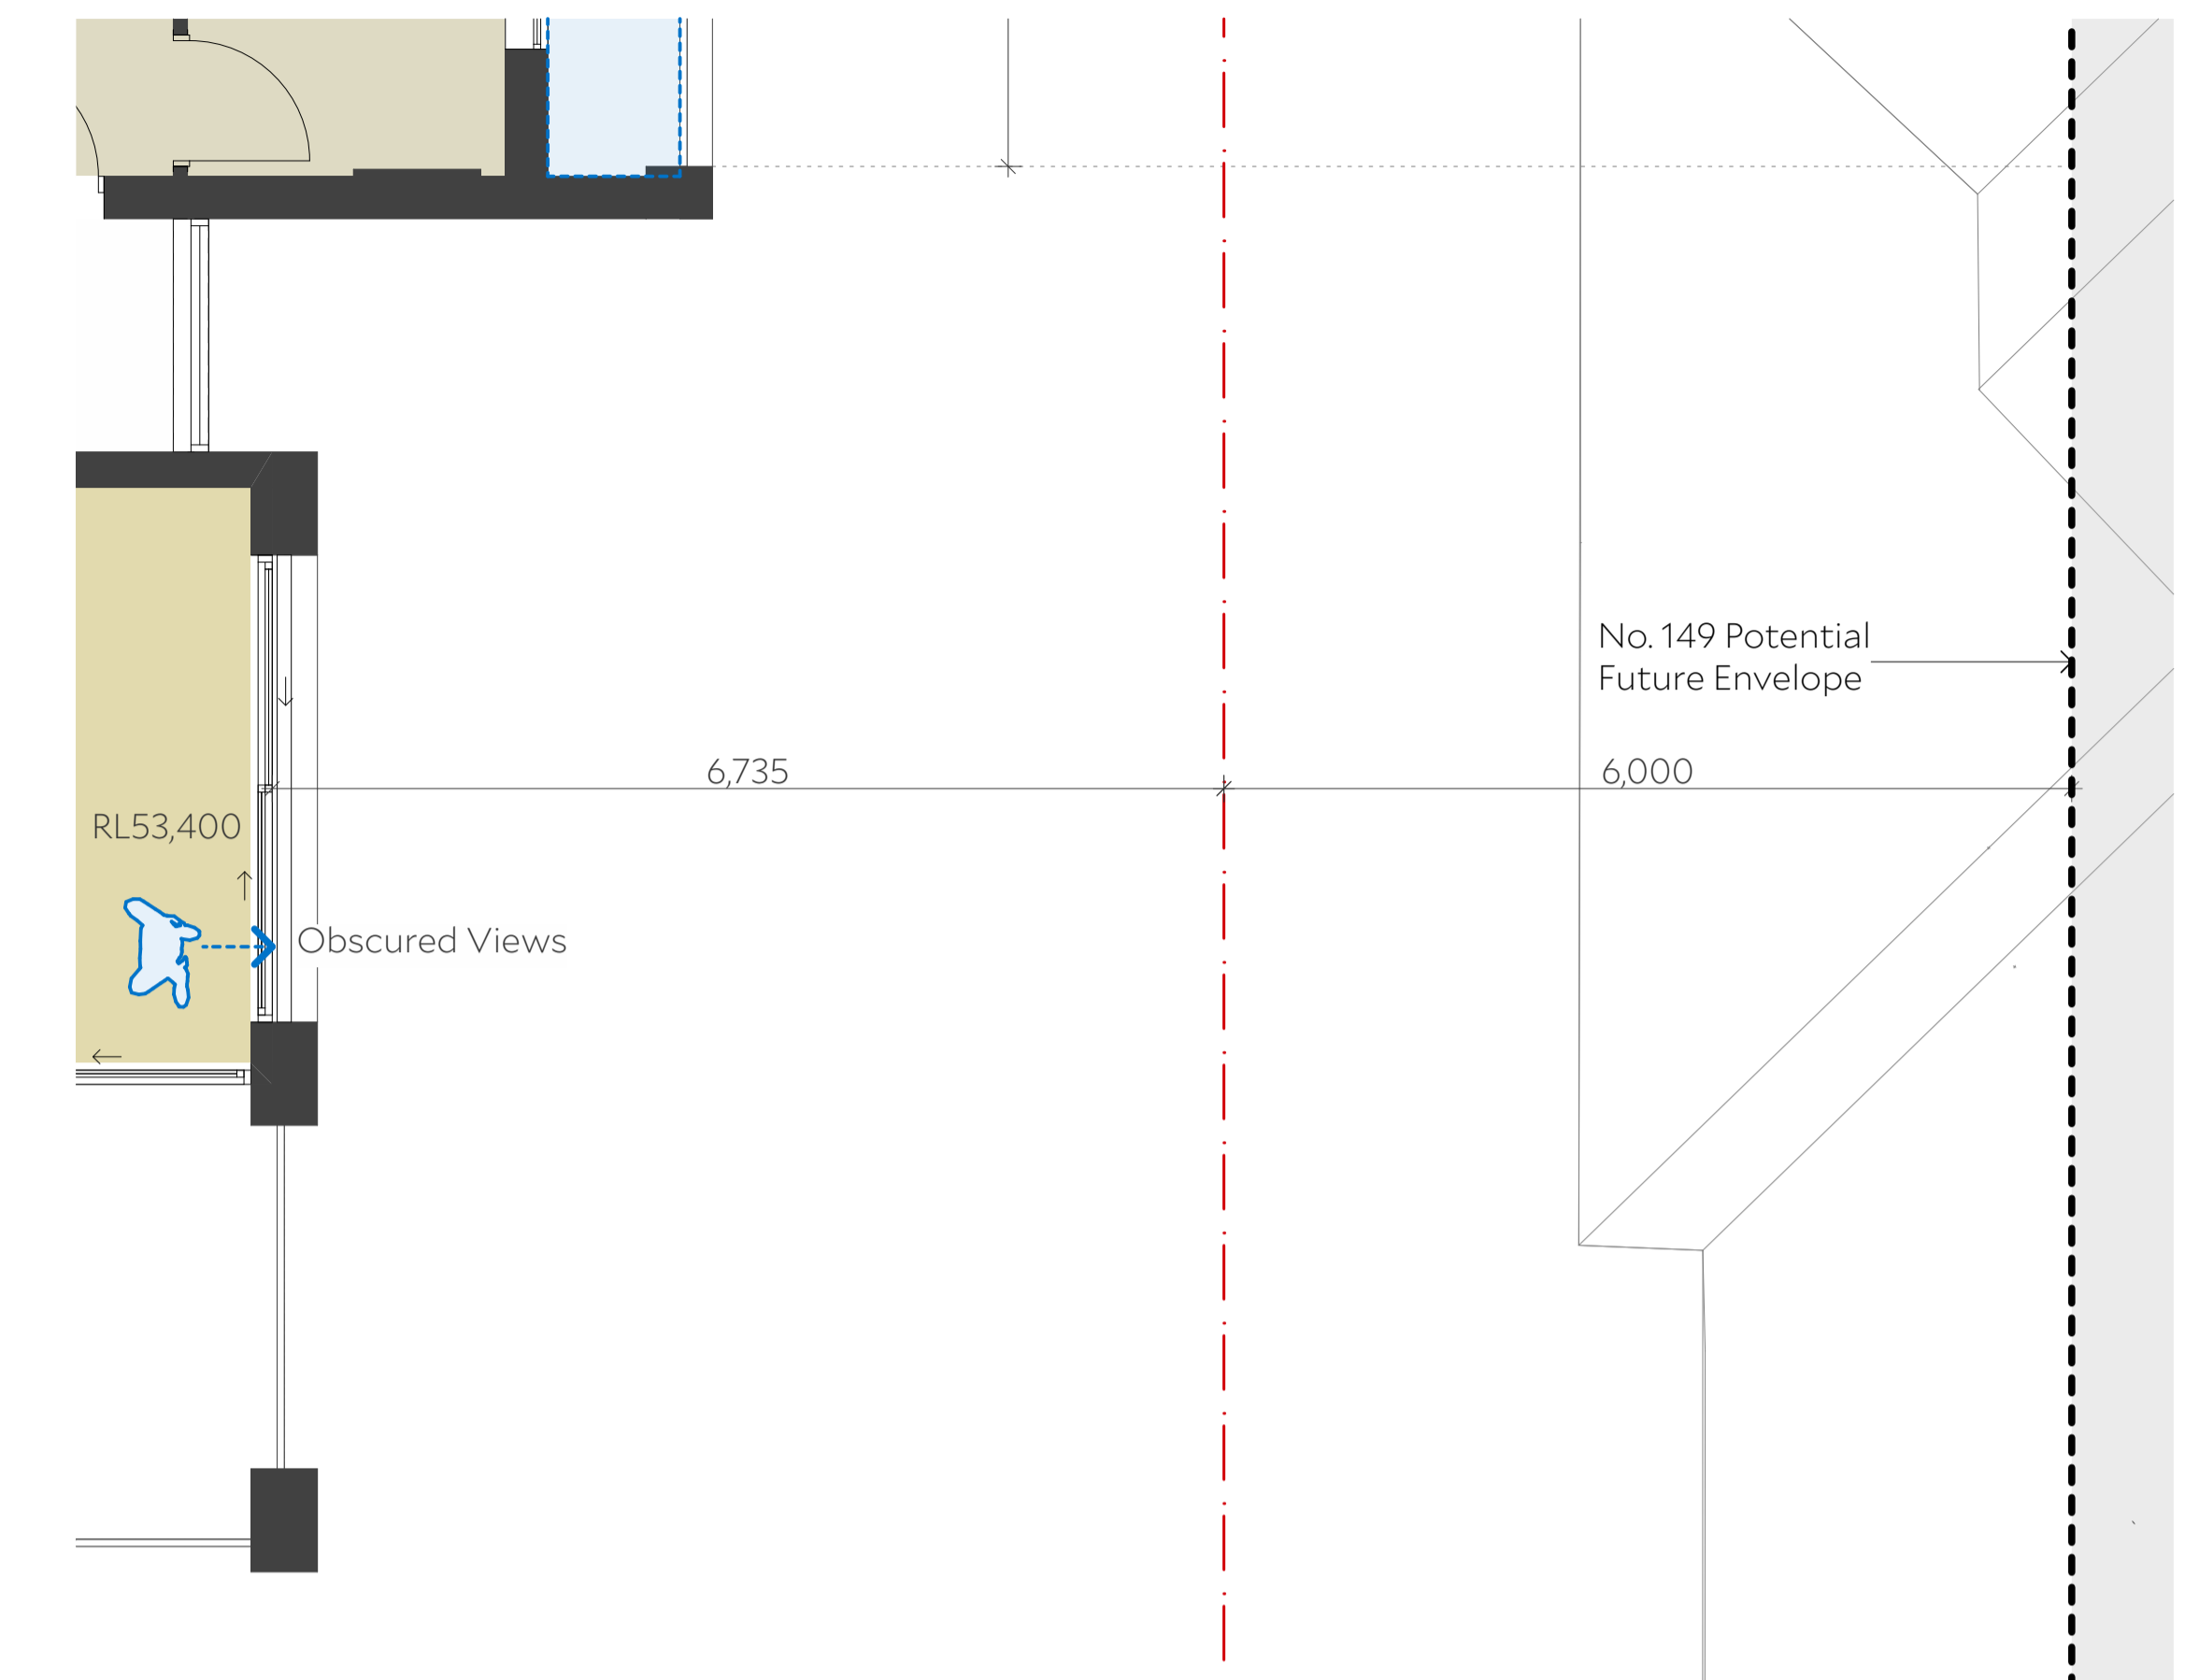 No. 149 Potential
Future Envelope
6,735
6,000
RL53,400
Obscured Views